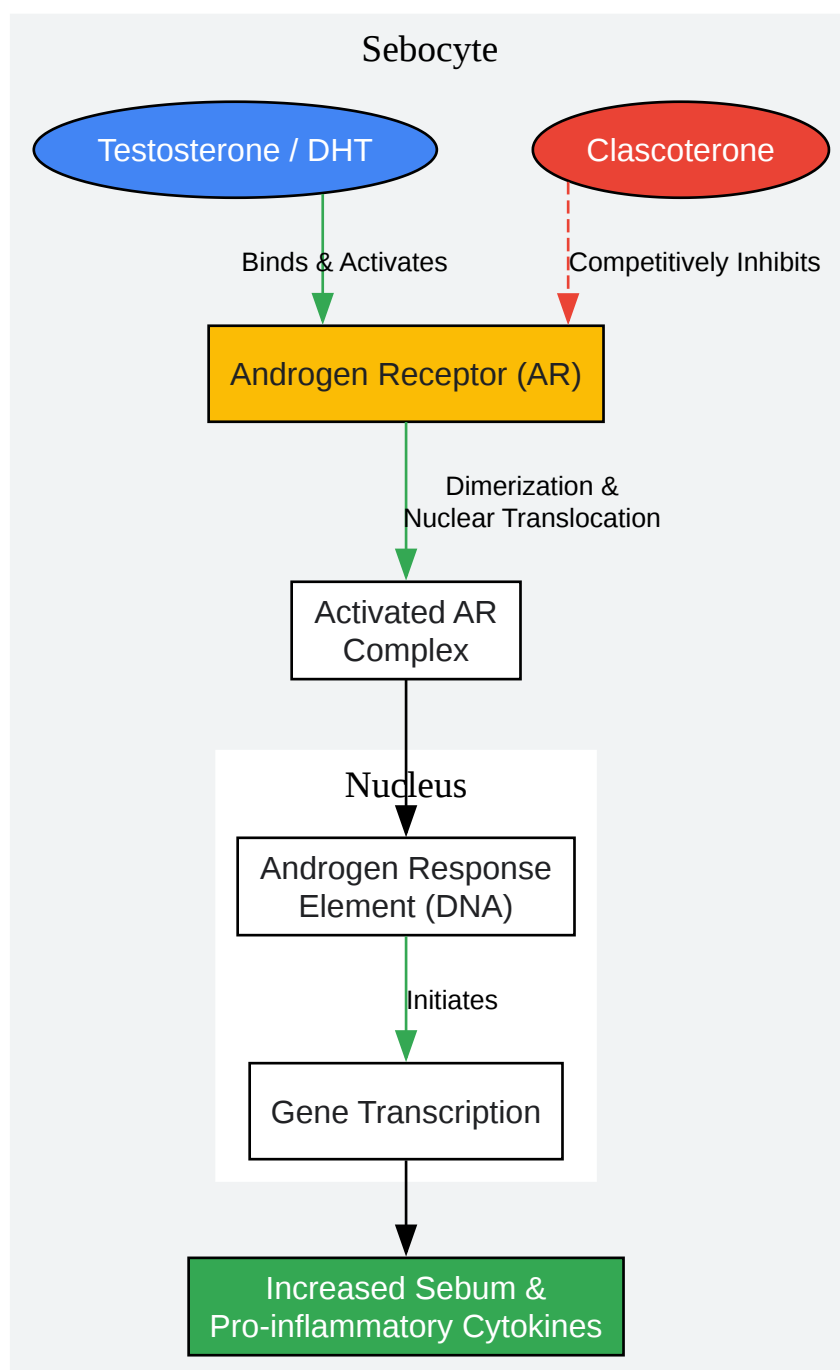 Sebocyte
Testosterone / DHT
Clascoterone
Binds & Activates
Competitively Inhibits
Androgen Receptor (AR)
Dimerization &
Nuclear Translocation
Activated AR
Complex
Nucleus
Androgen Response
Element (DNA)
Initiates
Gene Transcription
Increased Sebum &
Pro-inflammatory Cytokines